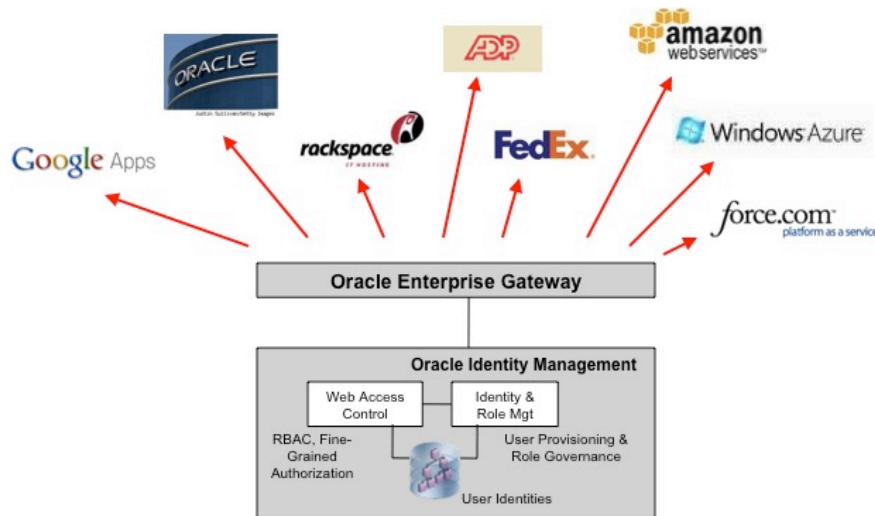 ORACLE
Justin Sullivan/Getty Images
ADP
amazon
webservices™
Google Apps
rackspace
IT HOSTING
FedEx®
Windows Azure™
force.com™
platform as a service
Oracle Enterprise Gateway
Oracle Identity Management
Web Access
Control
Identity &
Role Mgt
RBAC, Fine-
Grained
Authorization
User Provisioning &
Role Governance
User Identities